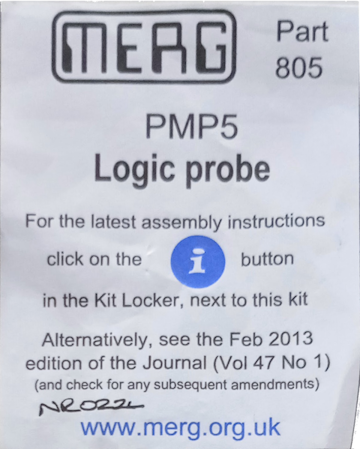 MERG
Part
805
PMP5
Logic probe
For the latest assembly instructions
click on the i button
in the Kit Locker, next to this kit
Alternatively, see the Feb 2013
edition of the Journal (Vol 47 No 1)
(and check for any subsequent amendments)
www.merg.org.uk